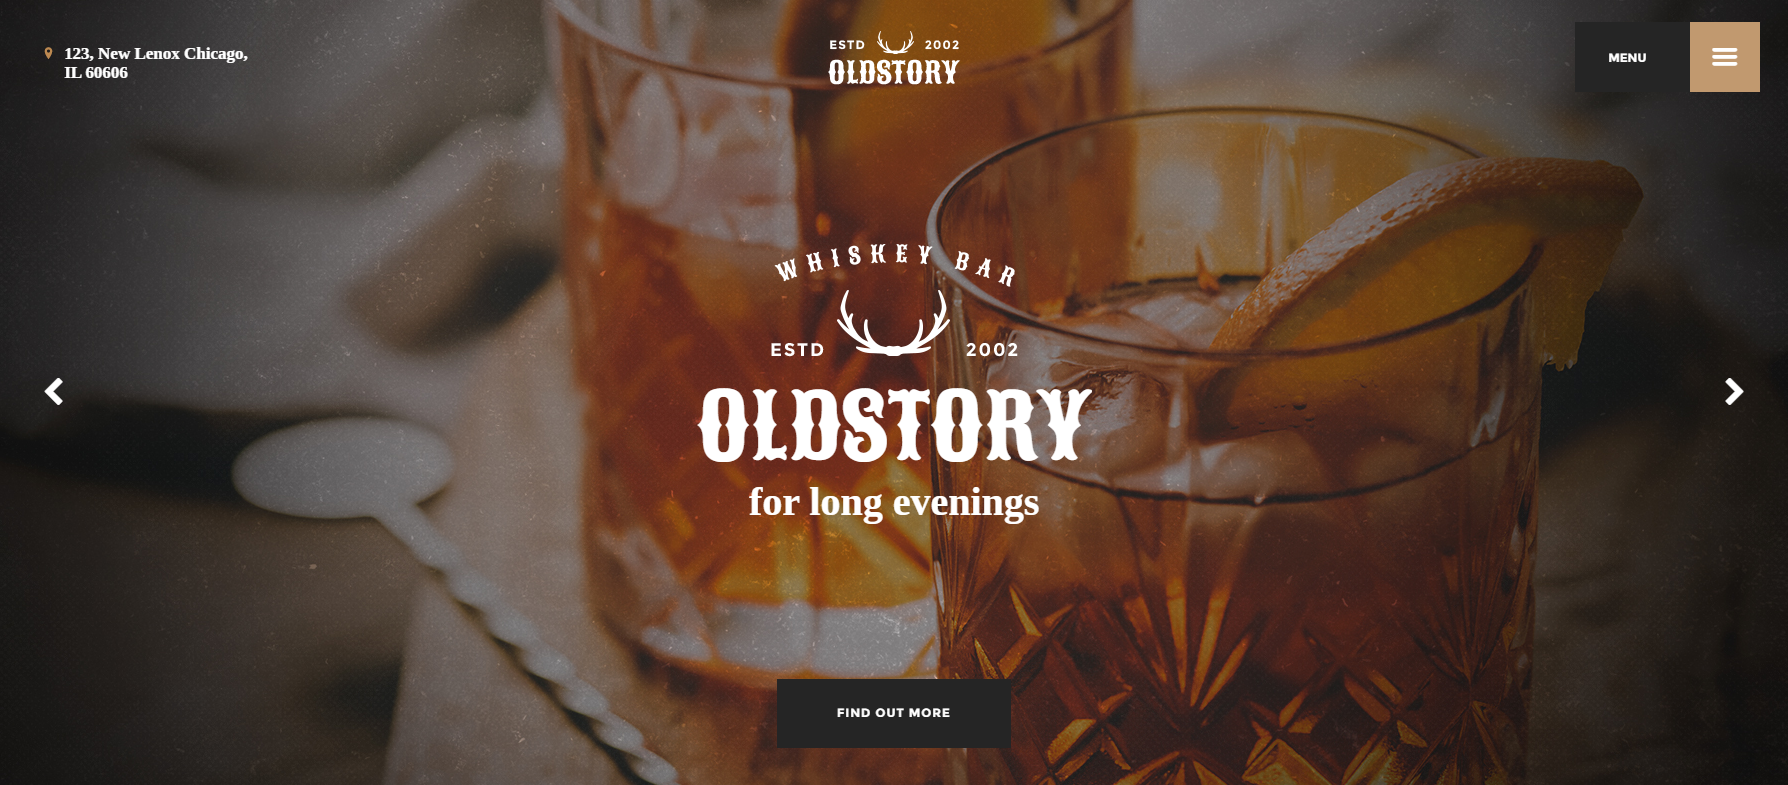 123, New Lenox Chicago,
IL 60606
ESTD 2002
OLDSTORY
MENU
WHISKEY BAR
ESTD 2002
OLDSTORY
for long evenings
FIND OUT MORE